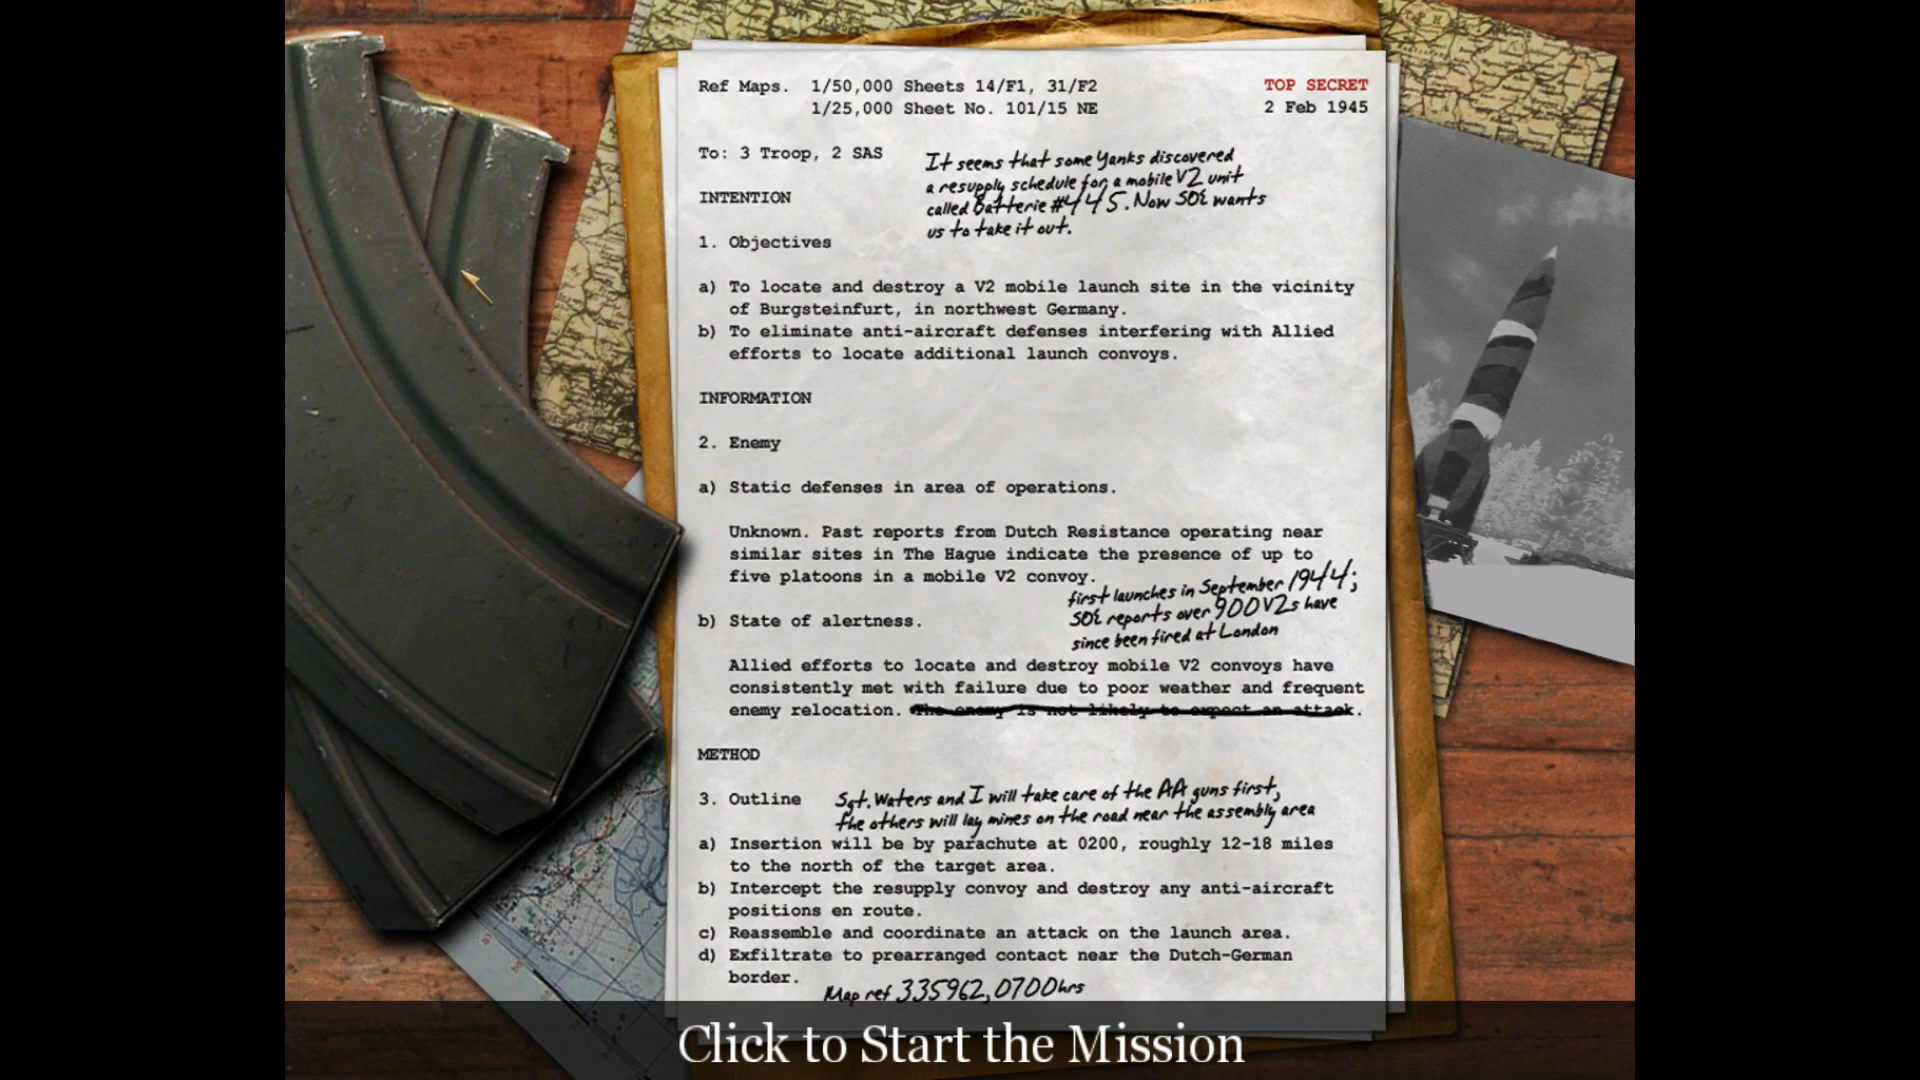 Ref Maps. 1/50,000 Sheets 14/F1, 31/F2
TOP SECRET
1/25,000 Sheet No. 101/15 NE
2 Feb 1945
To: 3 Troop, 2 SAS
It seems that some Yanks discovered
a resupply schedule for a mobile V2 unit
called Batterie #445. Now SOE wants
us to take it out.
INTENTION
1. Objectives
a) To locate and destroy a V2 mobile launch site in the vicinity
of Burgsteinfurt, in northwest Germany.
b) To eliminate anti-aircraft defenses interfering with Allied
efforts to locate additional launch convoys.
INFORMATION
2. Enemy
a) Static defenses in area of operations.
Unknown. Past reports from Dutch Resistance operating near
similar sites in The Hague indicate the presence of up to
five platoons in a mobile V2 convoy.
first launches in September 1944;
SOE reports over 900 V2s have
since been fired at London
b) State of alertness.
Allied efforts to locate and destroy mobile V2 convoys have
consistently met with failure due to poor weather and frequent
enemy relocation. The enemy is not likely to expect an attack.
METHOD
3. Outline
Sgt. Waters and I will take care of the AA guns first,
the others will lay mines on the road near the assembly area
a) Insertion will be by parachute at 0200, roughly 12-18 miles
to the north of the target area.
b) Intercept the resupply convoy and destroy any anti-aircraft
positions en route.
c) Reassemble and coordinate an attack on the launch area.
d) Exfiltrate to prearranged contact near the Dutch-German
border.
Map ref 335962, 0700hrs
Click to Start the Mission